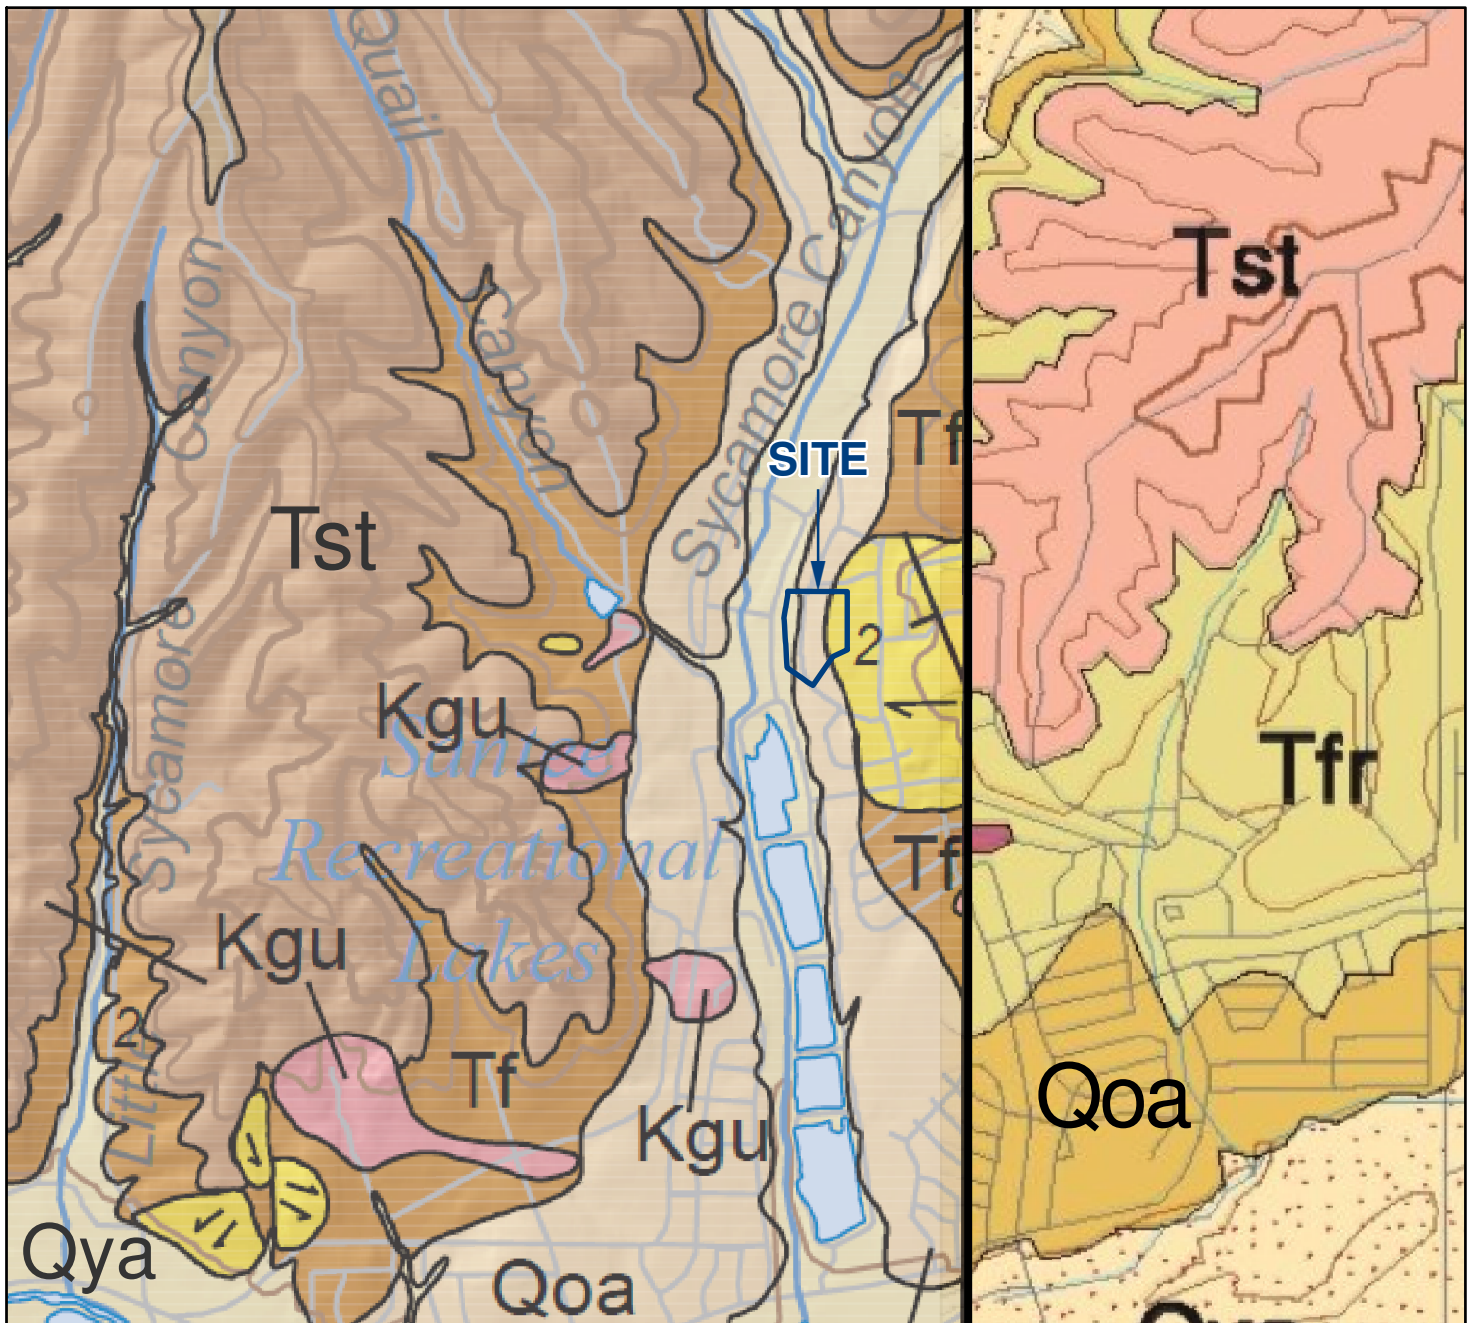 Quail
Canyon
Sycamore Canyon
Canyon
Sycamore
Little
Tst
SITE
Tf
2
Kgu
Santee
Recreational
Lakes
Kgu
Tf
2
Tf
Kgu
Qya
Qoa
Tst
Tfr
Qoa